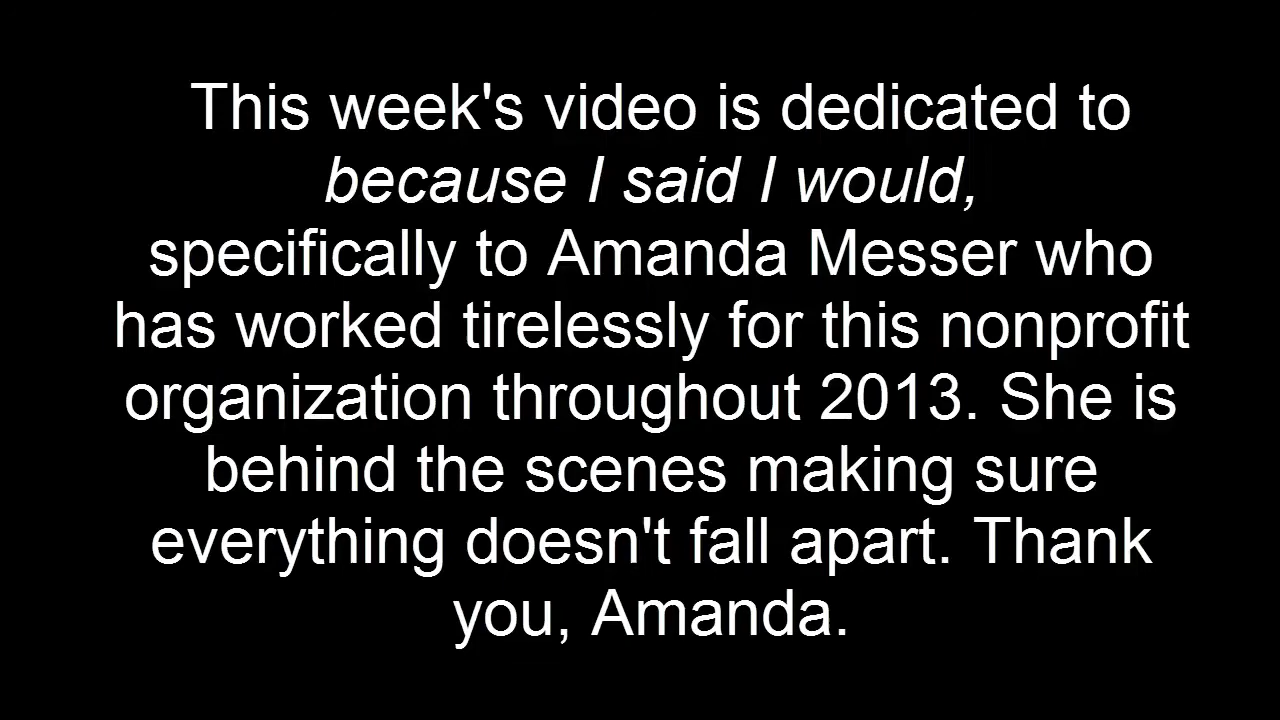 This week's video is dedicated to
because I said I would,
specifically to Amanda Messer who
has worked tirelessly for this nonprofit
organization throughout 2013. She is
behind the scenes making sure
everything doesn't fall apart. Thank
you, Amanda.